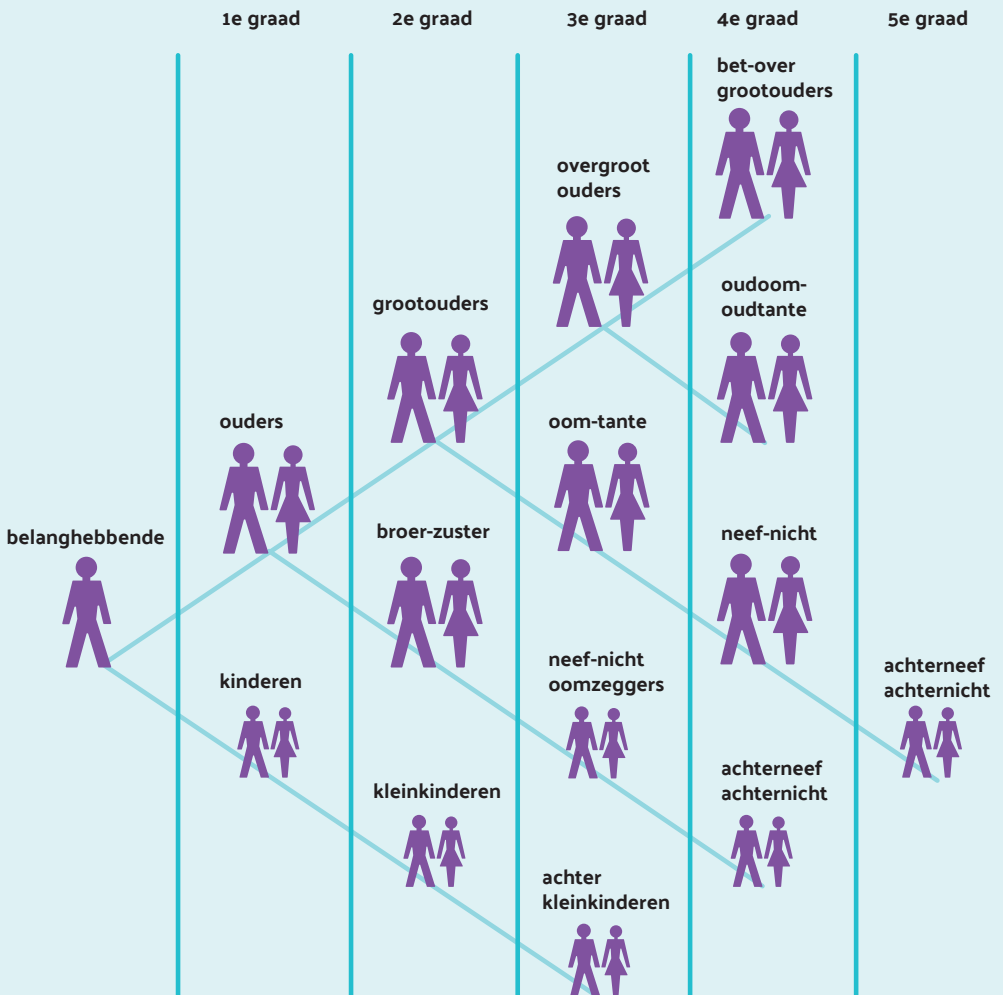 1e graad
2e graad
3e graad
4e graad
5e graad
bet-over
grootouders
overgroot
ouders
oudoom-
oudtante
grootouders
ouders
oom-tante
belanghebbende
broer-zuster
neef-nicht
kinderen
neef-nicht
oomzeggers
achterneef
achternicht
kleinkinderen
achterneef
achternicht
achter
kleinkinderen